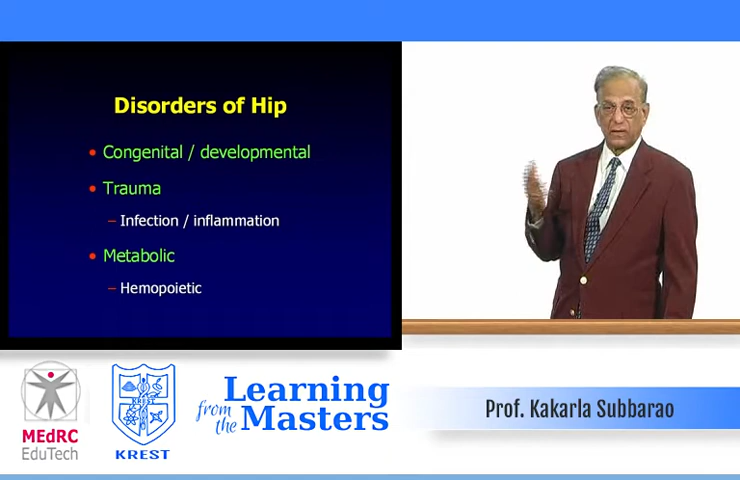 Disorders of Hip
• Congenital / developmental
• Trauma
– Infection / inflammation
• Metabolic
– Hemopoietic
MEdRC
EduTech
KREST
KREST
Learning
from the Masters
Prof. Kakarla Subbarao